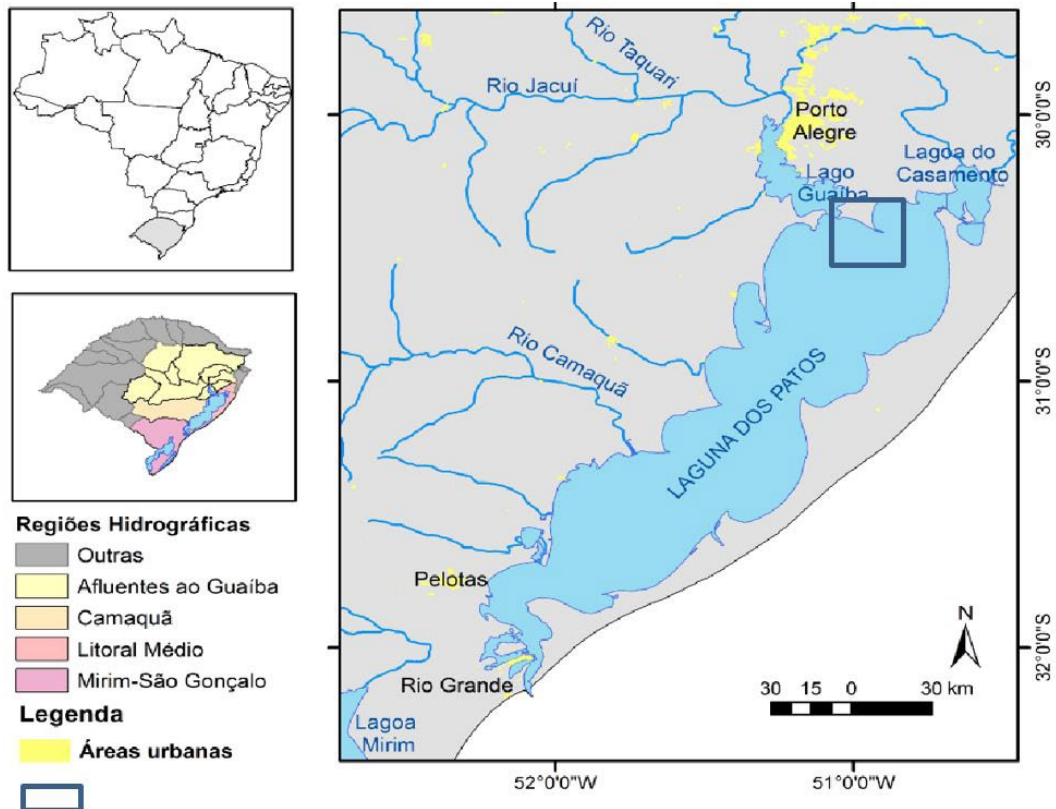 Regiões Hidrográficas
Outras
Afluentes ao Guaíba
Camaquã
Litoral Médio
Mirim-São Gonçalo
Legenda
Áreas urbanas
Rio Taquari
Rio Jacuí
Porto
Alegre
Lagoa do
Casamento
Lago
Guaíba
Rio Camaquã
LAGUNA DOS PATOS
Pelotas
Rio Grande
Lagoa
Mirim
N
30 15 0 30 km
30°0'0"S
31°0'0"S
32°0'0"S
52°0'0"W
51°0'0"W